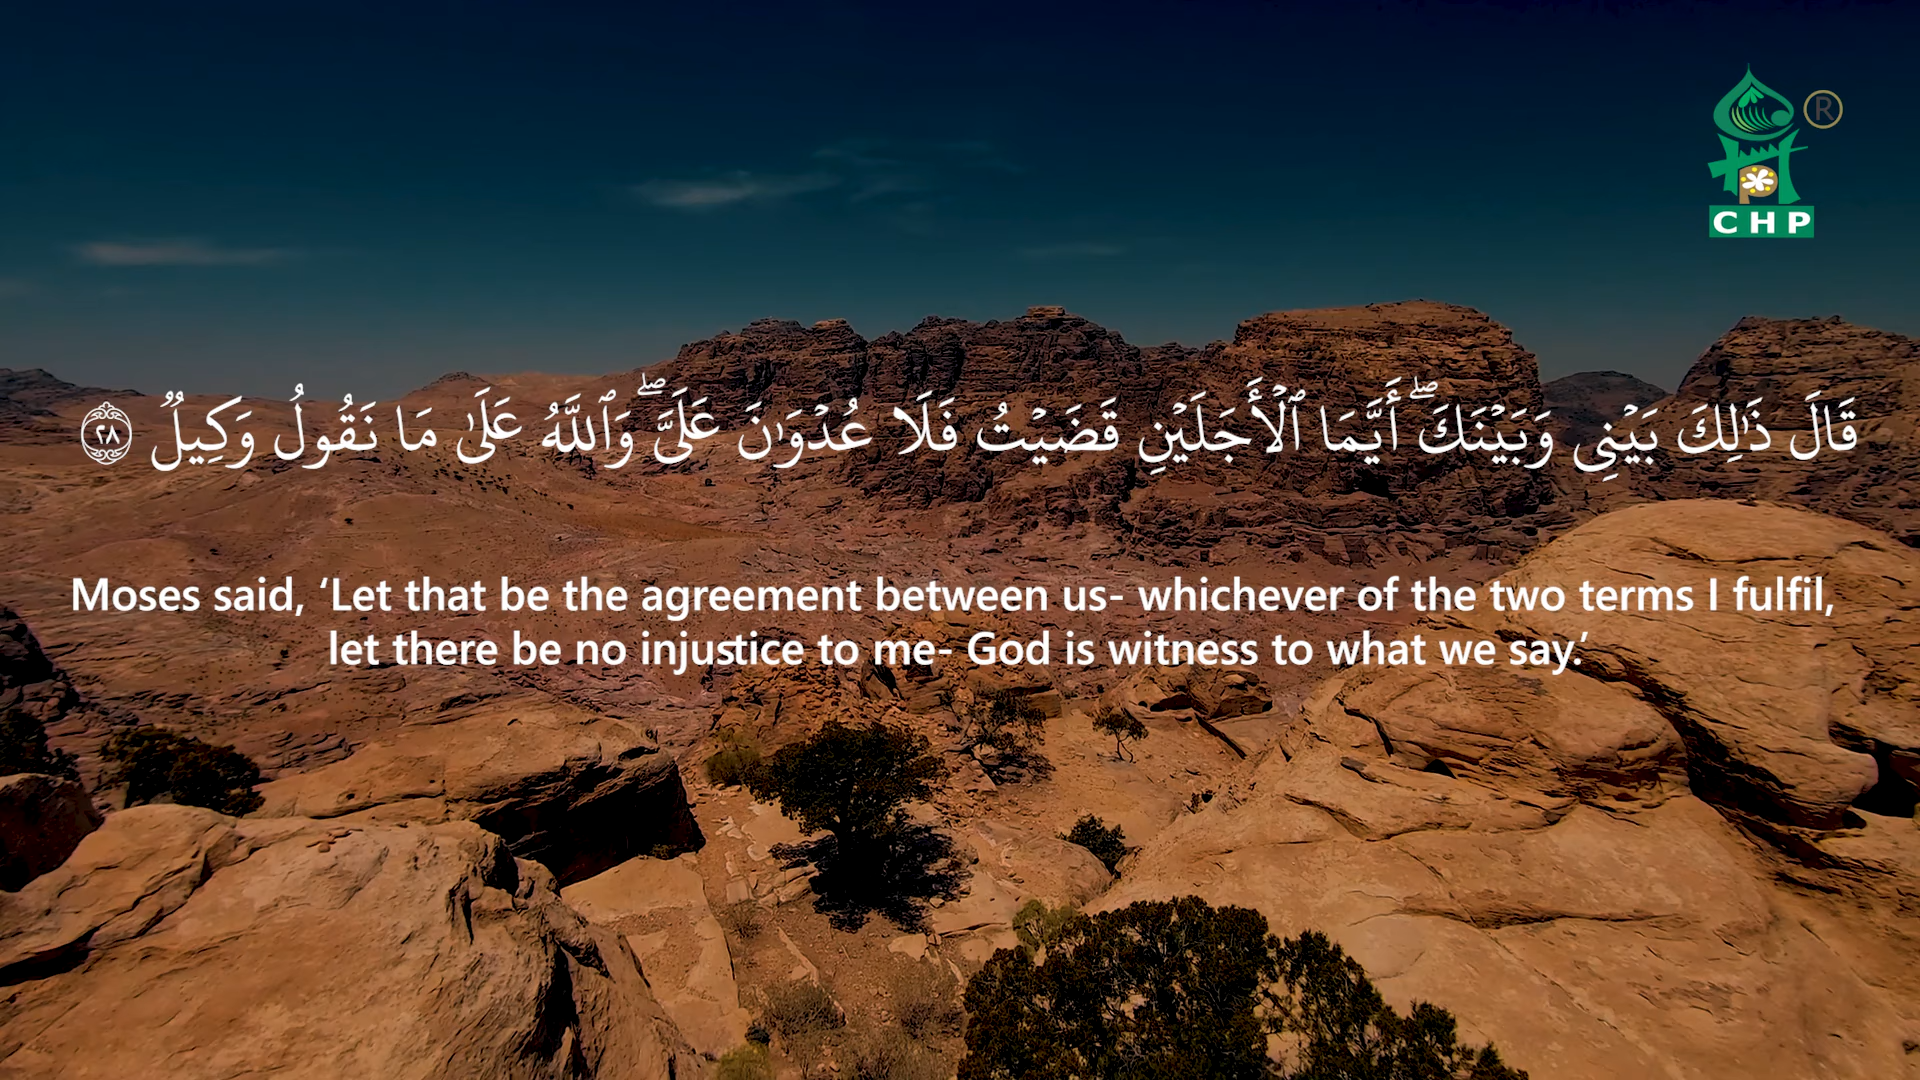 CHP
®
قَالَ ذَٰلِكَ بَيْنِى وَبَيْنَكَ ۖ أَيَّمَا ٱلْأَجَلَيْنِ قَضَيْتُ فَلَا عُدْوَٰنَ عَلَىَّ ۖ وَٱللَّهُ عَلَىٰ مَا نَقُولُ وَكِيلٌ ٢٨
Moses said, ‘Let that be the agreement between us- whichever of the two terms I fulfil,
let there be no injustice to me- God is witness to what we say.’